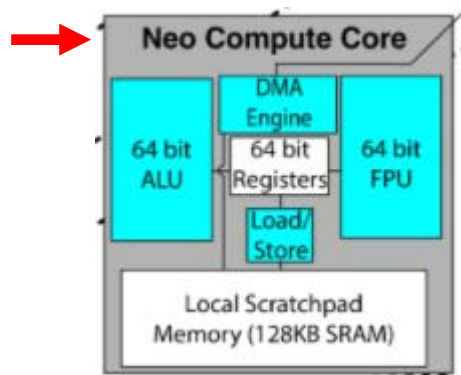 Neo Compute Core
DMA
Engine
64 bit
ALU
64 bit
Registers
64 bit
FPU
Load/
Store
Local Scratchpad
Memory (128KB SRAM)